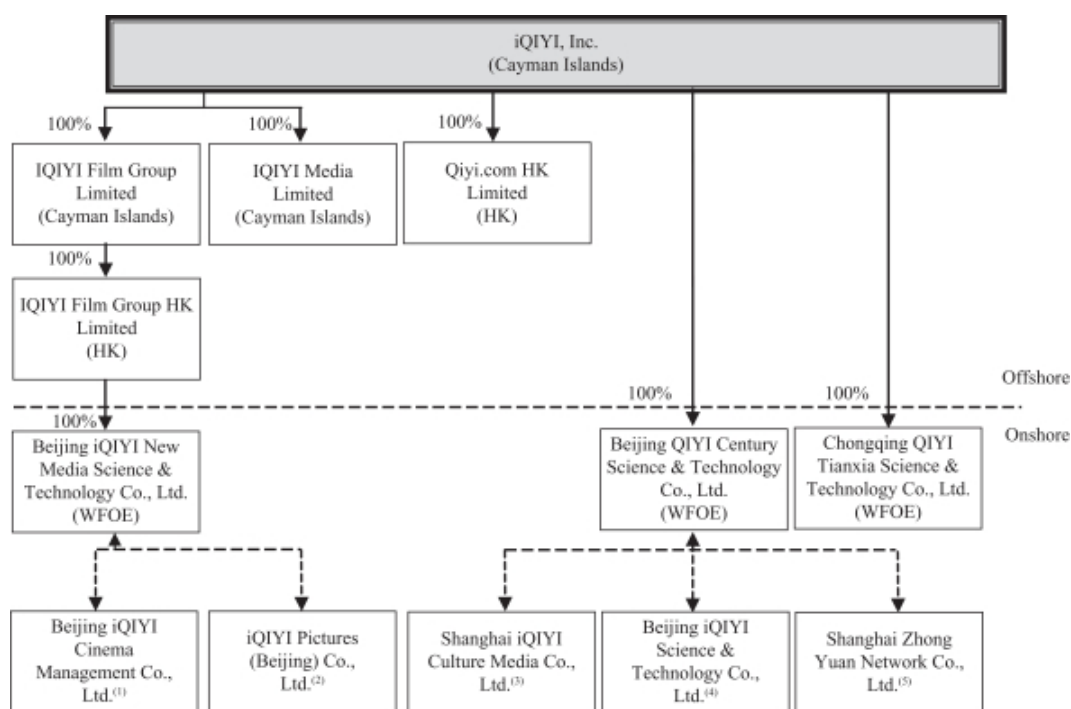 iQIYI, Inc.
(Cayman Islands)
100%
100%
100%
IQIYI Film Group
Limited
(Cayman Islands)
IQIYI Media
Limited
(Cayman Islands)
Qiyi.com HK
Limited
(HK)
100%
IQIYI Film Group HK
Limited
(HK)
Offshore
100%
100%
100%
Onshore
Beijing iQIYI New
Media Science &
Technology Co., Ltd.
(WFOE)
Beijing QIYI Century
Science & Technology
Co., Ltd.
(WFOE)
Chongqing QIYI
Tianxia Science &
Technology Co., Ltd.
(WFOE)
Beijing iQIYI
Cinema
Management Co.,
Ltd.(1)
iQIYI Pictures
(Beijing) Co.,
Ltd.(2)
Shanghai iQIYI
Culture Media Co.,
Ltd.(3)
Beijing iQIYI
Science &
Technology Co.,
Ltd.(4)
Shanghai Zhong
Yuan Network Co.,
Ltd.(5)